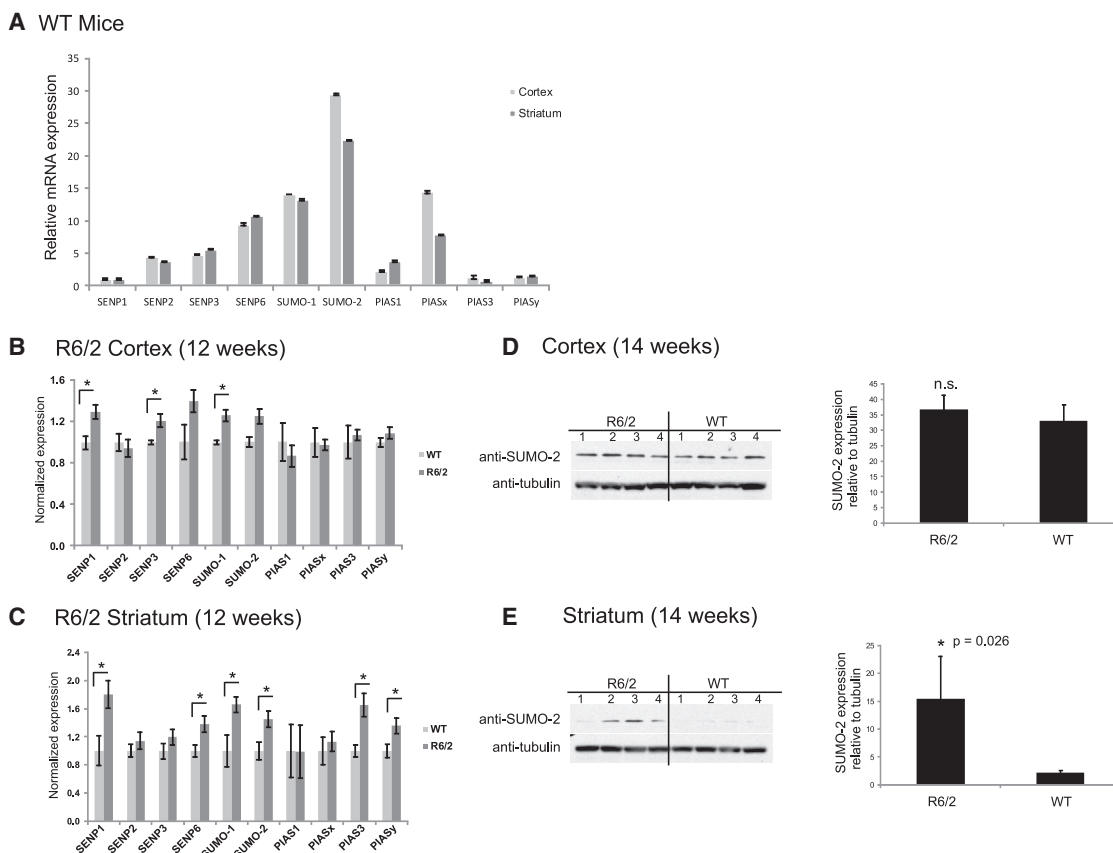 A WT Mice
Relative mRNA expression
35
30
25
20
15
10
5
0
Cortex
Striatum
SENP1 SENP2 SENP3 SENP6 SUMO-1 SUMO-2 PIAS1 PIASx PIAS3 PIASy
B R6/2 Cortex (12 weeks)
Normalized expression
1.6
1.2
0.8
0.4
0.0
* * *
WT
R6/2
SENP1 SENP2 SENP3 SENP6 SUMO-1 SUMO-2 PIAS1 PIASx PIAS3 PIASy
C R6/2 Striatum (12 weeks)
Normalized expression
2.4
2.0
1.6
1.2
0.8
0.4
0.0
* * * * * *
WT
R6/2
SENP1 SENP2 SENP3 SENP6 SUMO-1 SUMO-2 PIAS1 PIASx PIAS3 PIASy
D Cortex (14 weeks)
R6/2 WT
1 2 3 4 1 2 3 4
anti-SUMO-2
anti-tubulin
SUMO-2 expression
relative to tubulin
45
40
35
30
25
20
15
10
5
0
n.s.
R6/2 WT
E Striatum (14 weeks)
R6/2 WT
1 2 3 4 1 2 3 4
anti-SUMO-2
anti-tubulin
SUMO-2 expression
relative to tubulin
25
20
15
10
5
0
* p = 0.026
R6/2 WT